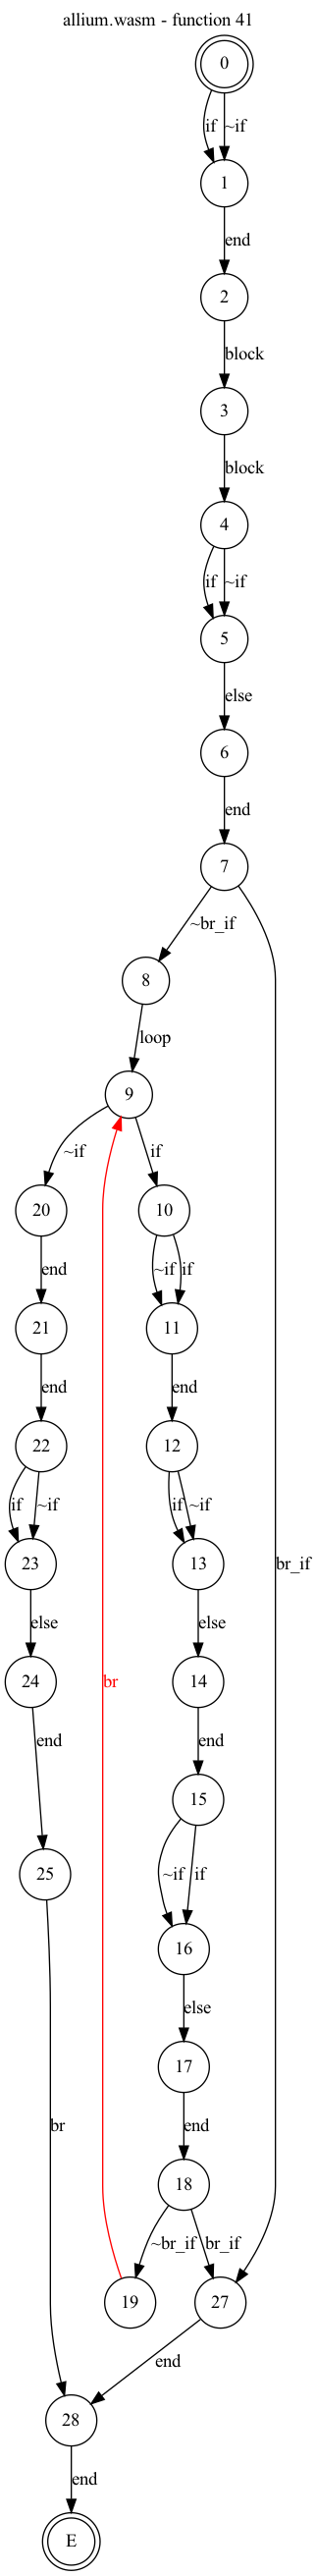 allium.wasm - function 41
0
if ~if
1
end
2
block
3
block
4
if ~if
5
else
6
end
7
~br_if
8
loop
9
~if if
20 10
end ~if if
21 11
end end
22 12
if ~if if ~if
23 13
br_if
else else
24 14
br
end end
15
25 ~if if
16
else
17
br end
18
~br_if br_if
19 27
end
28
end
E